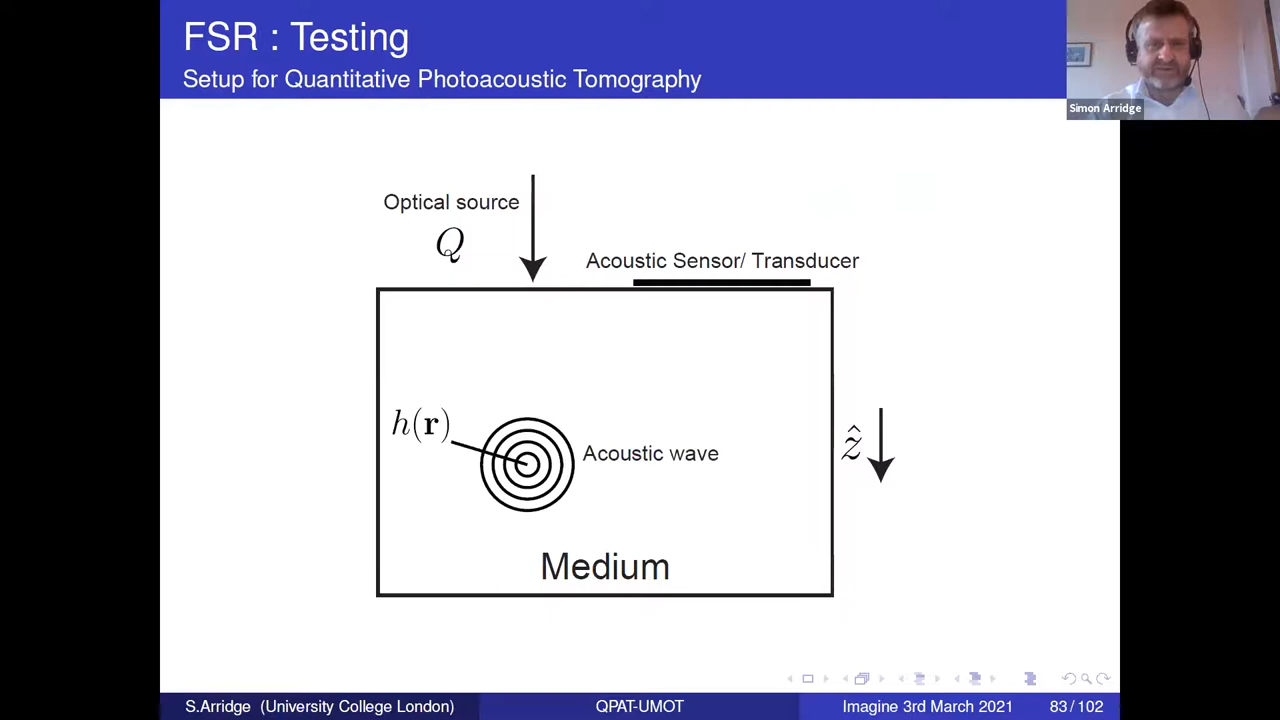 FSR : Testing
Setup for Quantitative Photoacoustic Tomography
Simon Arridge
Optical source
Q
Acoustic Sensor/ Transducer
h(r)
Acoustic wave
ẑ
Medium
S.Arridge (University College London) QPAT-UMOT Imagine 3rd March 2021 83 / 102